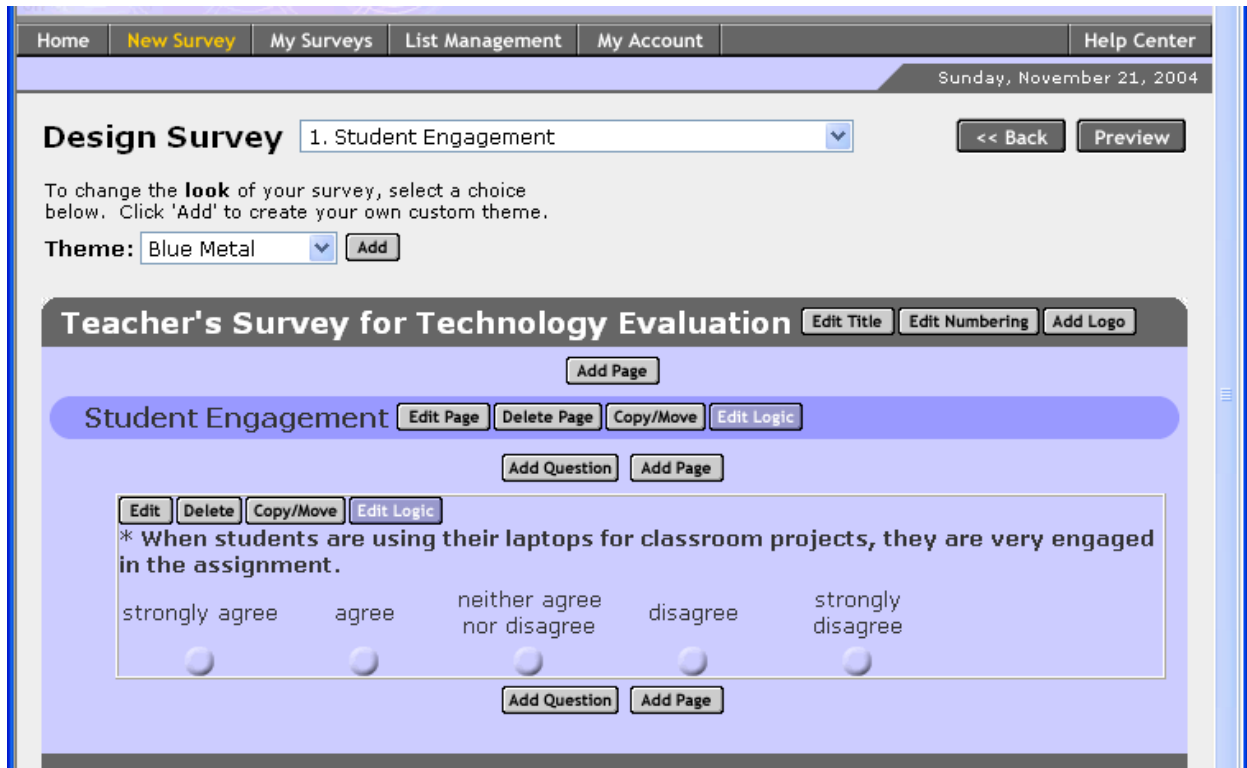 Home New Survey My Surveys List Management My Account Help Center
Sunday, November 21, 2004
Design Survey 1. Student Engagement << Back Preview
To change the look of your survey, select a choice
below. Click 'Add' to create your own custom theme.
Theme: Blue Metal Add
Teacher's Survey for Technology Evaluation Edit Title Edit Numbering Add Logo
Add Page
Student Engagement Edit Page Delete Page Copy/Move Edit Logic
Add Question Add Page
Edit Delete Copy/Move Edit Logic
* When students are using their laptops for classroom projects, they are very engaged
in the assignment.
strongly agree agree neither agree nor disagree disagree strongly disagree
Add Question Add Page